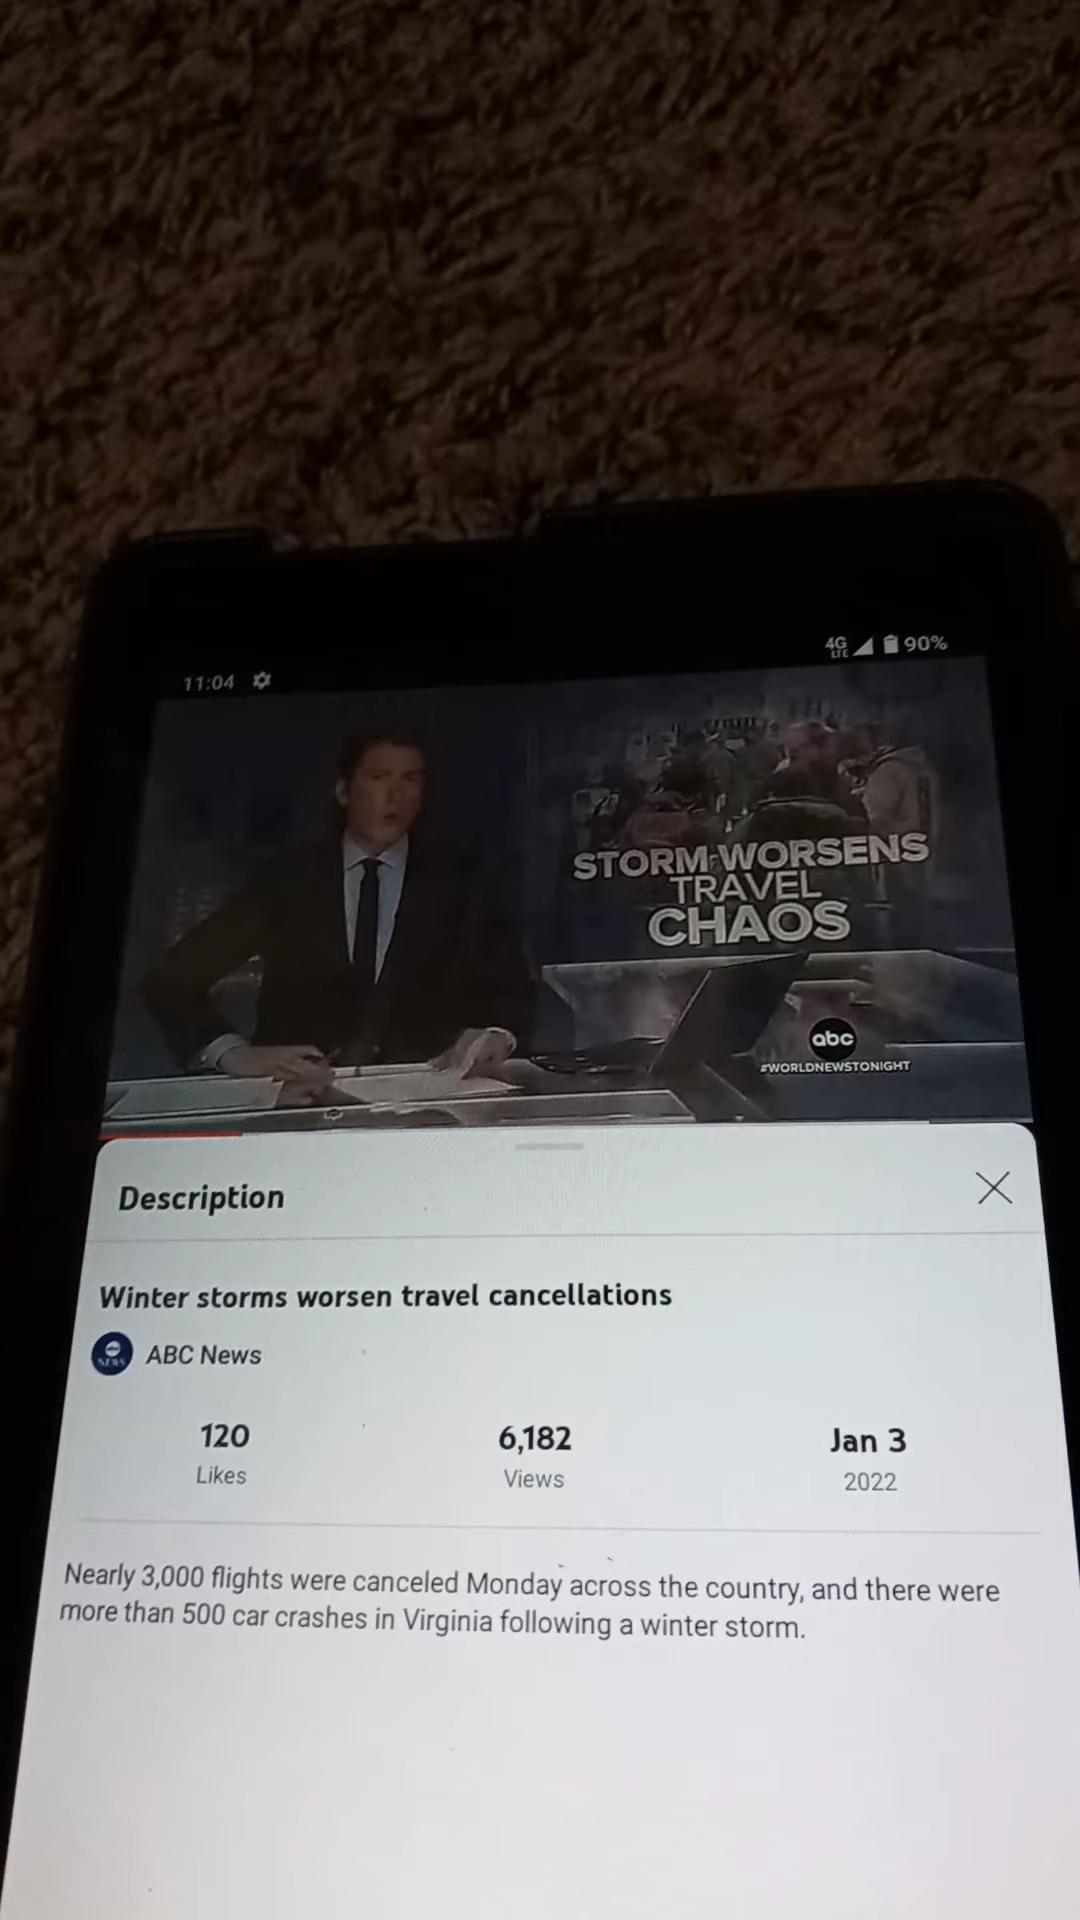 11:04
4G
LTE
90%
STORM WORSENS
TRAVEL
CHAOS
abc
#WORLDNEWSTONIGHT
Description
Winter storms worsen travel cancellations
NEWS
ABC News
120
Likes
6,182
Views
Jan 3
2022
Nearly 3,000 flights were canceled Monday across the country, and there were
more than 500 car crashes in Virginia following a winter storm.